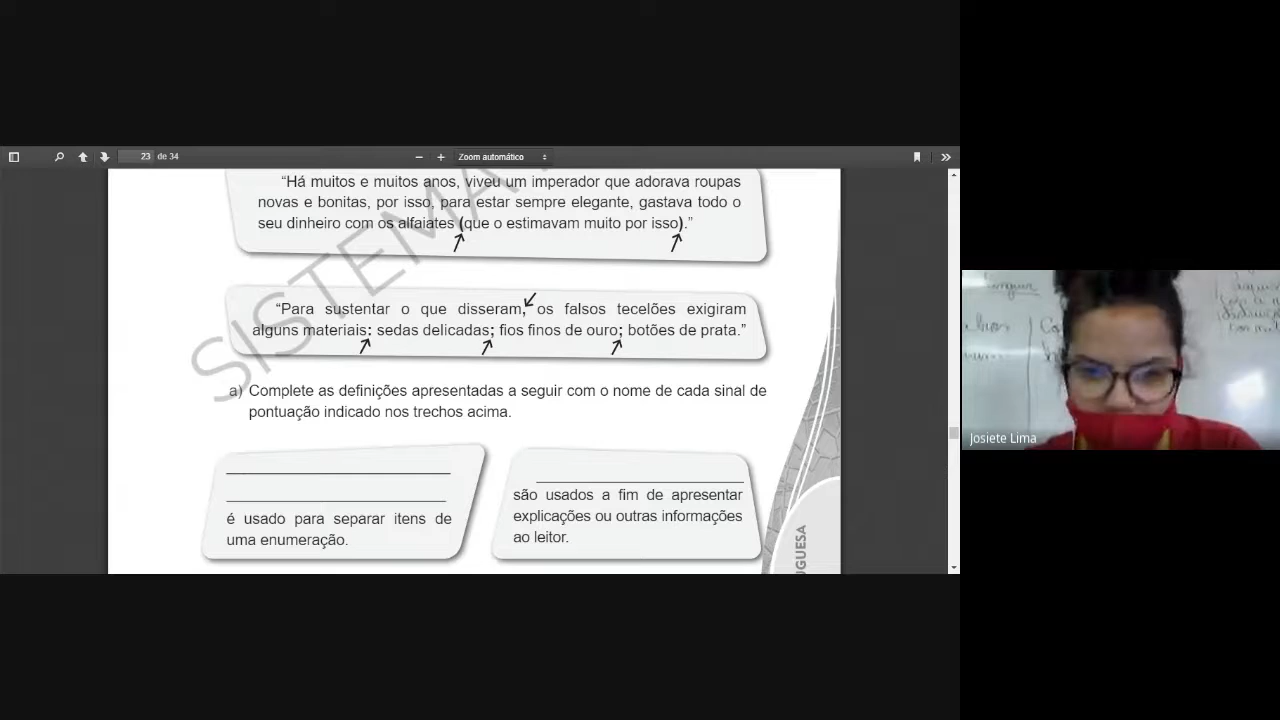 23 de 34
Zoom automático
“Há muitos e muitos anos, viveu um imperador que adorava roupas
novas e bonitas, por isso, para estar sempre elegante, gastava todo o
seu dinheiro com os alfaiates (que o estimavam muito por isso).”
“Para sustentar o que disseram, os falsos tecelões exigiram
alguns materiais: sedas delicadas; fios finos de ouro; botões de prata.”
SISTEMA
a) Complete as definições apresentadas a seguir com o nome de cada sinal de
pontuação indicado nos trechos acima.
é usado para separar itens de
uma enumeração.
são usados a fim de apresentar
explicações ou outras informações
ao leitor.
GUESA
Josiete Lima